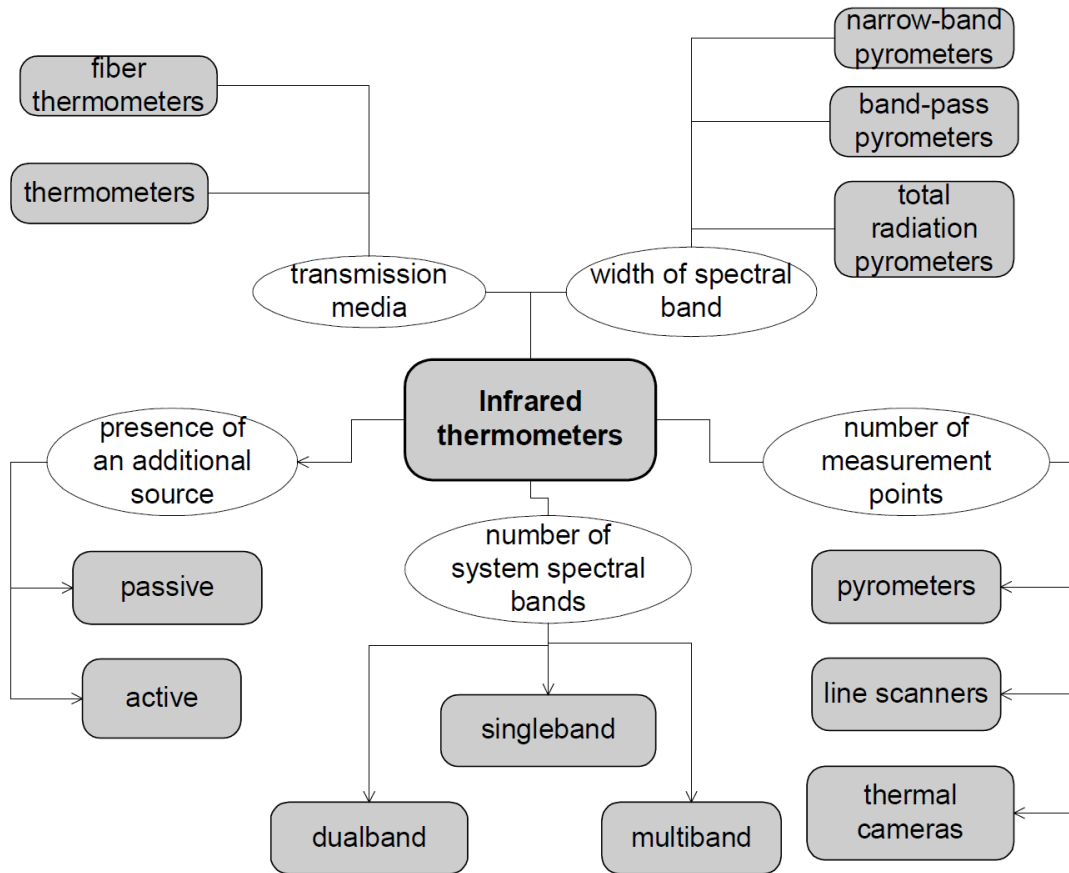 fiber
thermometers
thermometers
transmission
media
narrow-band
pyrometers
band-pass
pyrometers
total
radiation
pyrometers
width of spectral
band
Infrared
thermometers
presence of
an additional
source
passive
active
number of
system spectral
bands
singleband
dualband
multiband
number of
measurement
points
pyrometers
line scanners
thermal
cameras